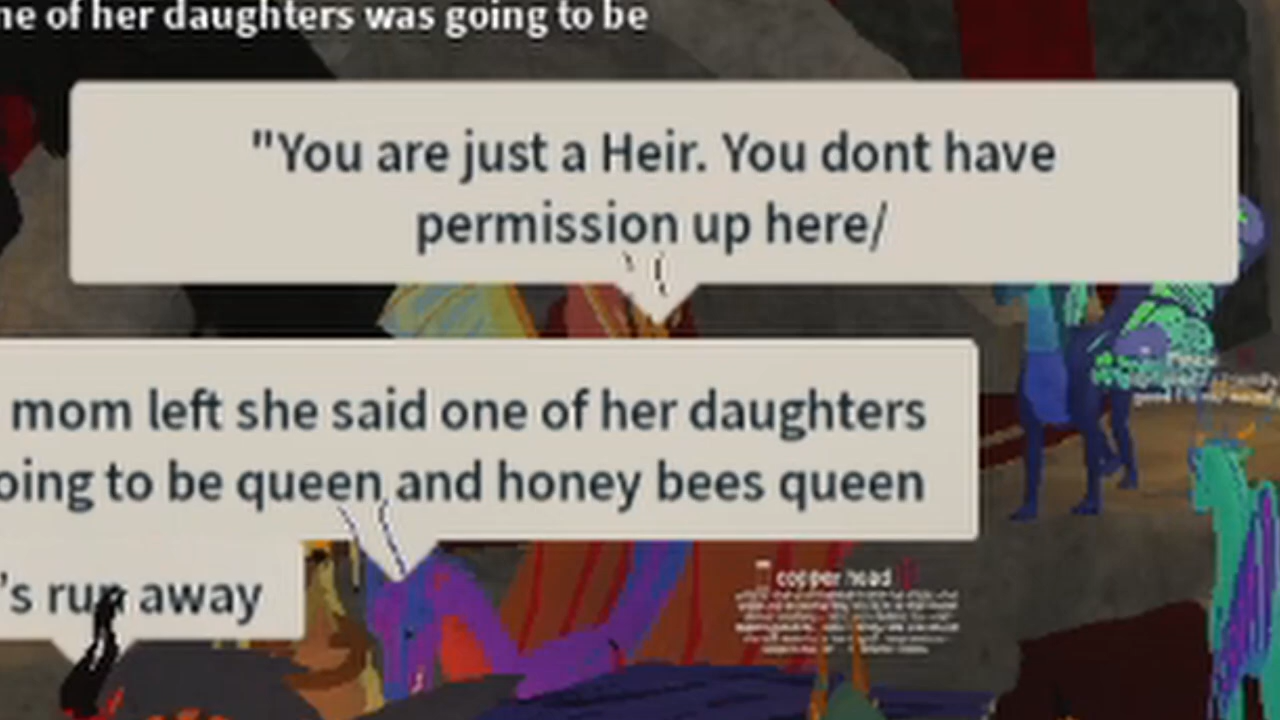 ne of her daughters was going to be
"You are just a Heir. You dont have
permission up here/
mom left she said one of her daughters
oing to be queen and honey bees queen
's run away
copper head